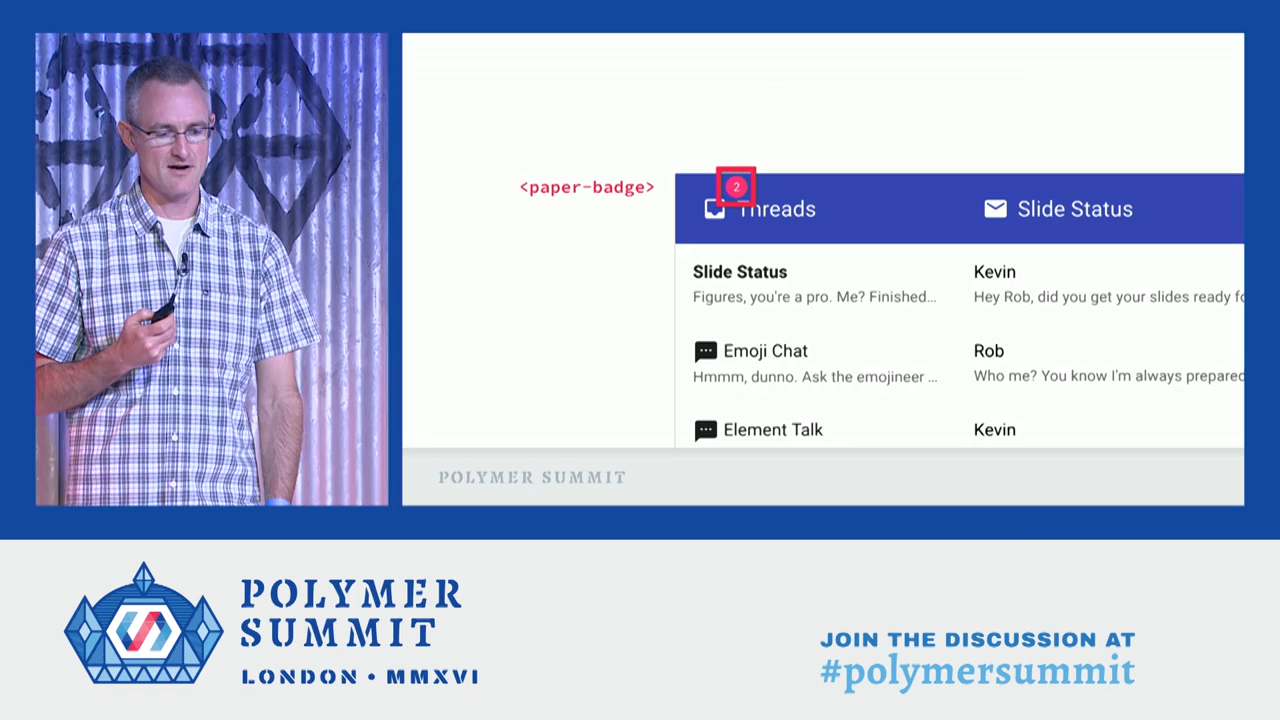 <paper-badge>
2
Threads
Slide Status
Slide Status
Figures, you're a pro. Me? Finished...
Kevin
Hey Rob, did you get your slides ready fo
Emoji Chat
Hmmm, dunno. Ask the emojineer ...
Rob
Who me? You know I'm always prepared
Element Talk
Kevin
POLYMER SUMMIT
POLYMER
SUMMIT
LONDON • MMXVI
JOIN THE DISCUSSION AT
#polymersummit